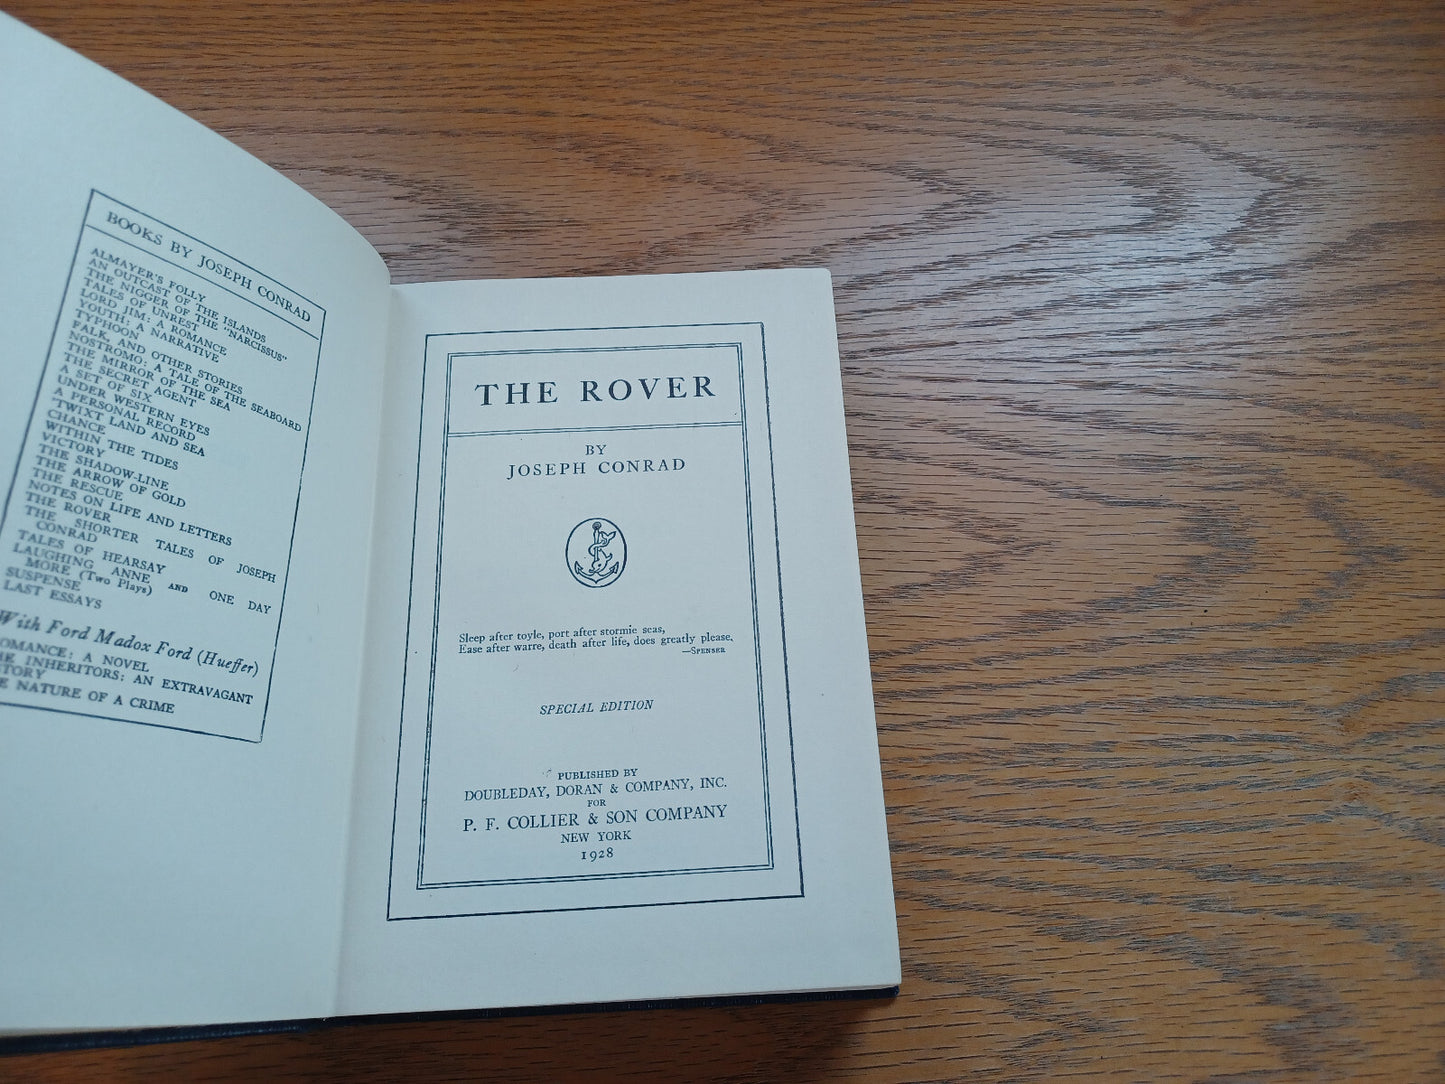 BOOKS BY JOSEPH CONRAD
ALMAYER'S FOLLY
AN OUTCAST OF THE ISLANDS
THE NIGGER OF THE "NARCISSUS"
TALES OF UNREST
LORD JIM: A ROMANCE
YOUTH: A NARRATIVE
TYPHOON
FALK, AND OTHER STORIES
NOSTROMO: A TALE OF THE SEABOARD
THE MIRROR OF THE SEA
THE SECRET AGENT
A SET OF SIX
UNDER WESTERN EYES
A PERSONAL RECORD
'TWIXT LAND AND SEA
CHANCE
WITHIN THE TIDES
VICTORY
THE SHADOW-LINE
THE ARROW OF GOLD
THE RESCUE
NOTES ON LIFE AND LETTERS
THE ROVER
THE SHORTER TALES OF JOSEPH
CONRAD
TALES OF HEARSAY
LAUGHING ANNE AND ONE DAY
MORE (Two Plays)
SUSPENSE
LAST ESSAYS
With Ford Madox Ford (Hueffer)
ROMANCE: A NOVEL
THE INHERITORS: AN EXTRAVAGANT
STORY
THE NATURE OF A CRIME
THE ROVER
BY
JOSEPH CONRAD
Sleep after toyle, port after stormie seas,
Ease after warre, death after life, does greatly please.
—SPENSER
SPECIAL EDITION
PUBLISHED BY
DOUBLEDAY, DORAN & COMPANY, INC.
FOR
P. F. COLLIER & SON COMPANY
NEW YORK
1928